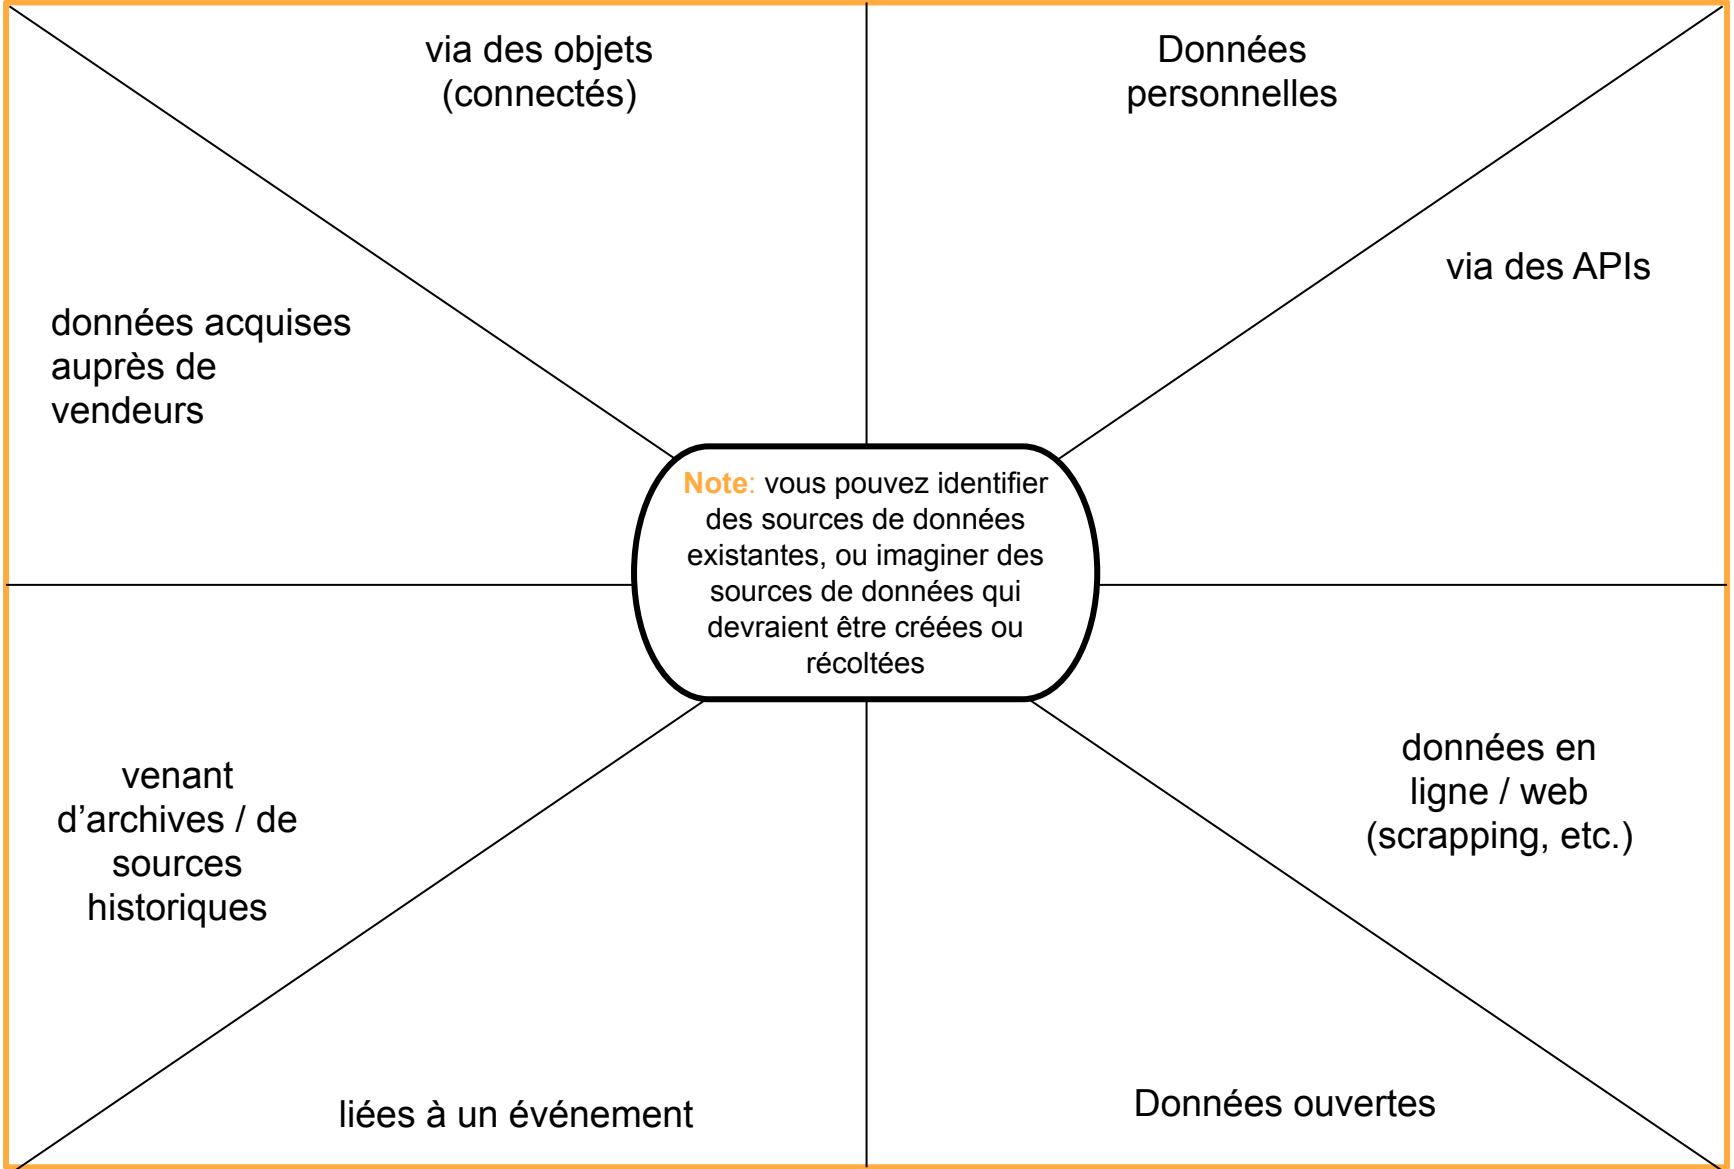 via des objets
(connectés)
Données
personnelles
via des APIs
données acquises
auprès de
vendeurs
Note: vous pouvez identifier
des sources de données
existantes, ou imaginer des
sources de données qui
devraient être créées ou
récoltées
données en
ligne / web
(scrapping, etc.)
venant
d’archives / de
sources
historiques
liées à un événement
Données ouvertes